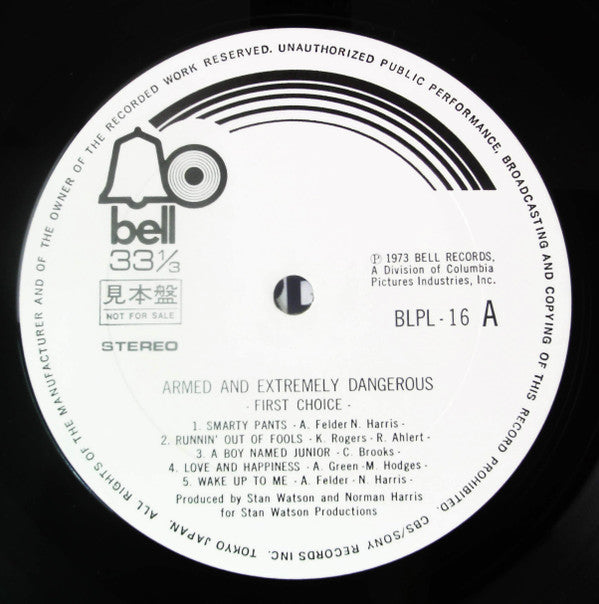 ALL RIGHTS OF THE MANUFACTURER AND OF THE OWNER OF THE RECORDED WORK RESERVED. UNAUTHORIZED PUBLIC PERFORMANCE, BROADCASTING AND COPYING OF THIS RECORD PROHIBITED. CBS/SONY RECORDS INC. TOKYO JAPAN.
bell
33 1/3
見本盤
NOT FOR SALE
STEREO
Ⓟ 1973 BELL RECORDS,
A Division of Columbia
Pictures Industries, Inc.
BLPL - 16 A
ARMED AND EXTREMELY DANGEROUS
- FIRST CHOICE -
1. SMARTY PANTS - A. Felder N. Harris -
2. RUNNIN' OUT OF FOOLS - K. Rogers - R. Ahlert -
3. A BOY NAMED JUNIOR - C. Brooks -
4. LOVE AND HAPPINESS - A. Green - M. Hodges -
5. WAKE UP TO ME - A. Felder - N. Harris -
Produced by Stan Watson and Norman Harris
for Stan Watson Productions